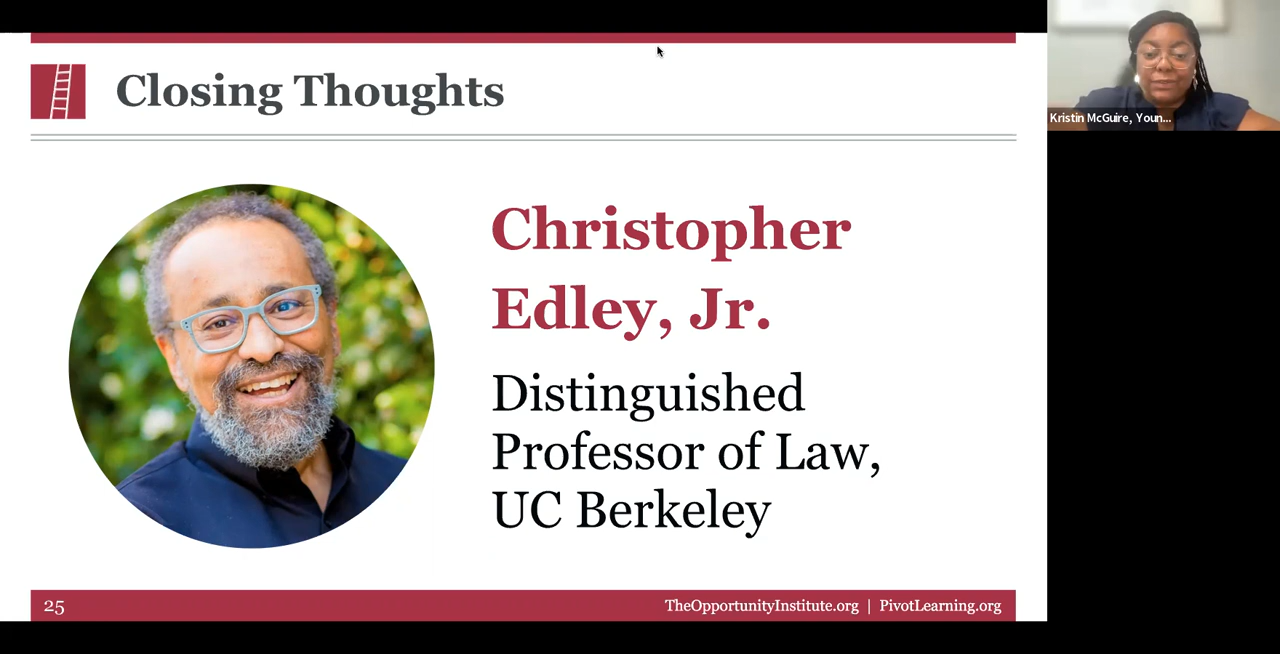 Closing Thoughts
Kristin McGuire, Youn...
Christopher
Edley, Jr.
Distinguished
Professor of Law,
UC Berkeley
25
TheOpportunityInstitute.org | PivotLearning.org